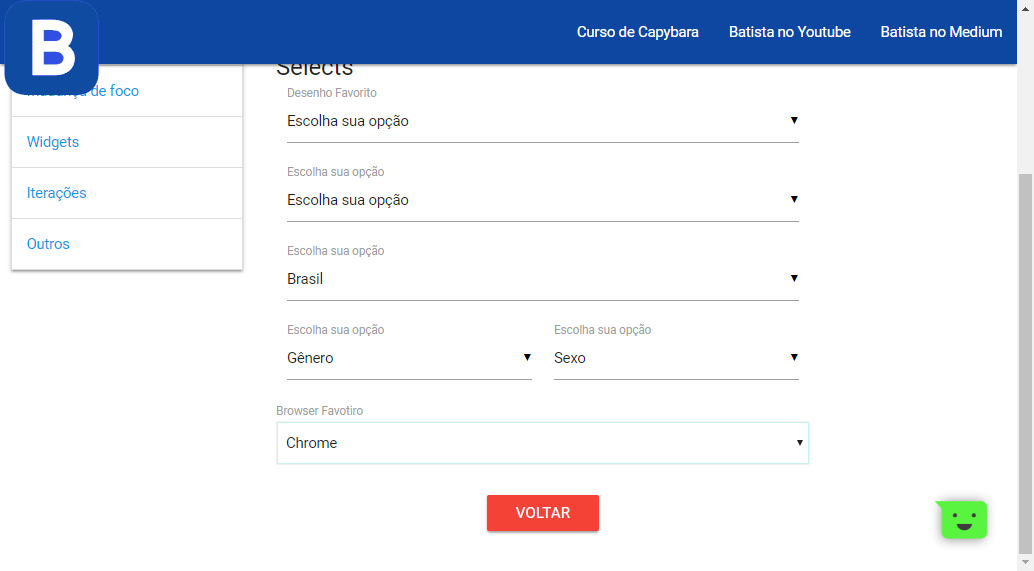 B
Curso de Capybara
Batista no Youtube
Batista no Medium
Mudança de foco
Widgets
Iterações
Outros
Selects
Desenho Favorito
Escolha sua opção
Escolha sua opção
Escolha sua opção
Escolha sua opção
Brasil
Escolha sua opção
Gênero
Escolha sua opção
Sexo
Browser Favotiro
Chrome
VOLTAR